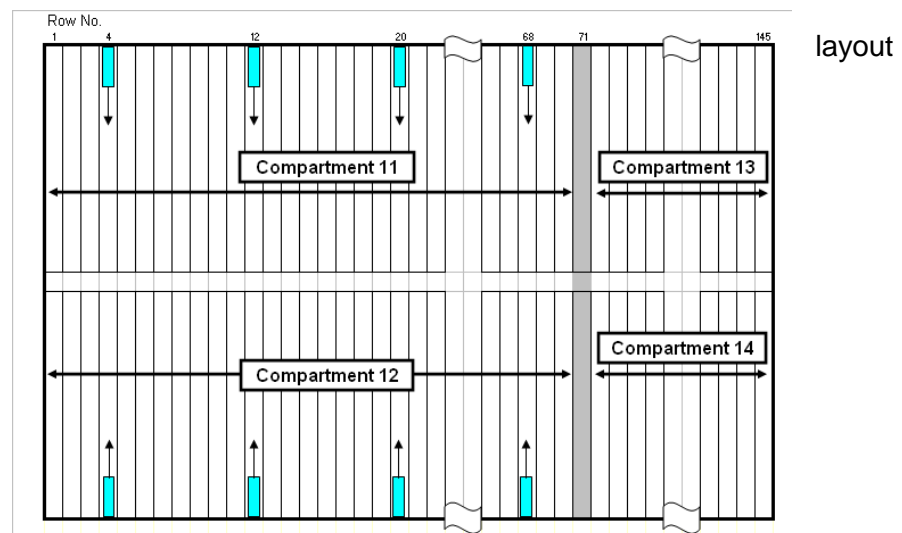 Row No.
1 4 12 20 68 71 145
layout
Compartment 11 Compartment 13
Compartment 14
Compartment 12